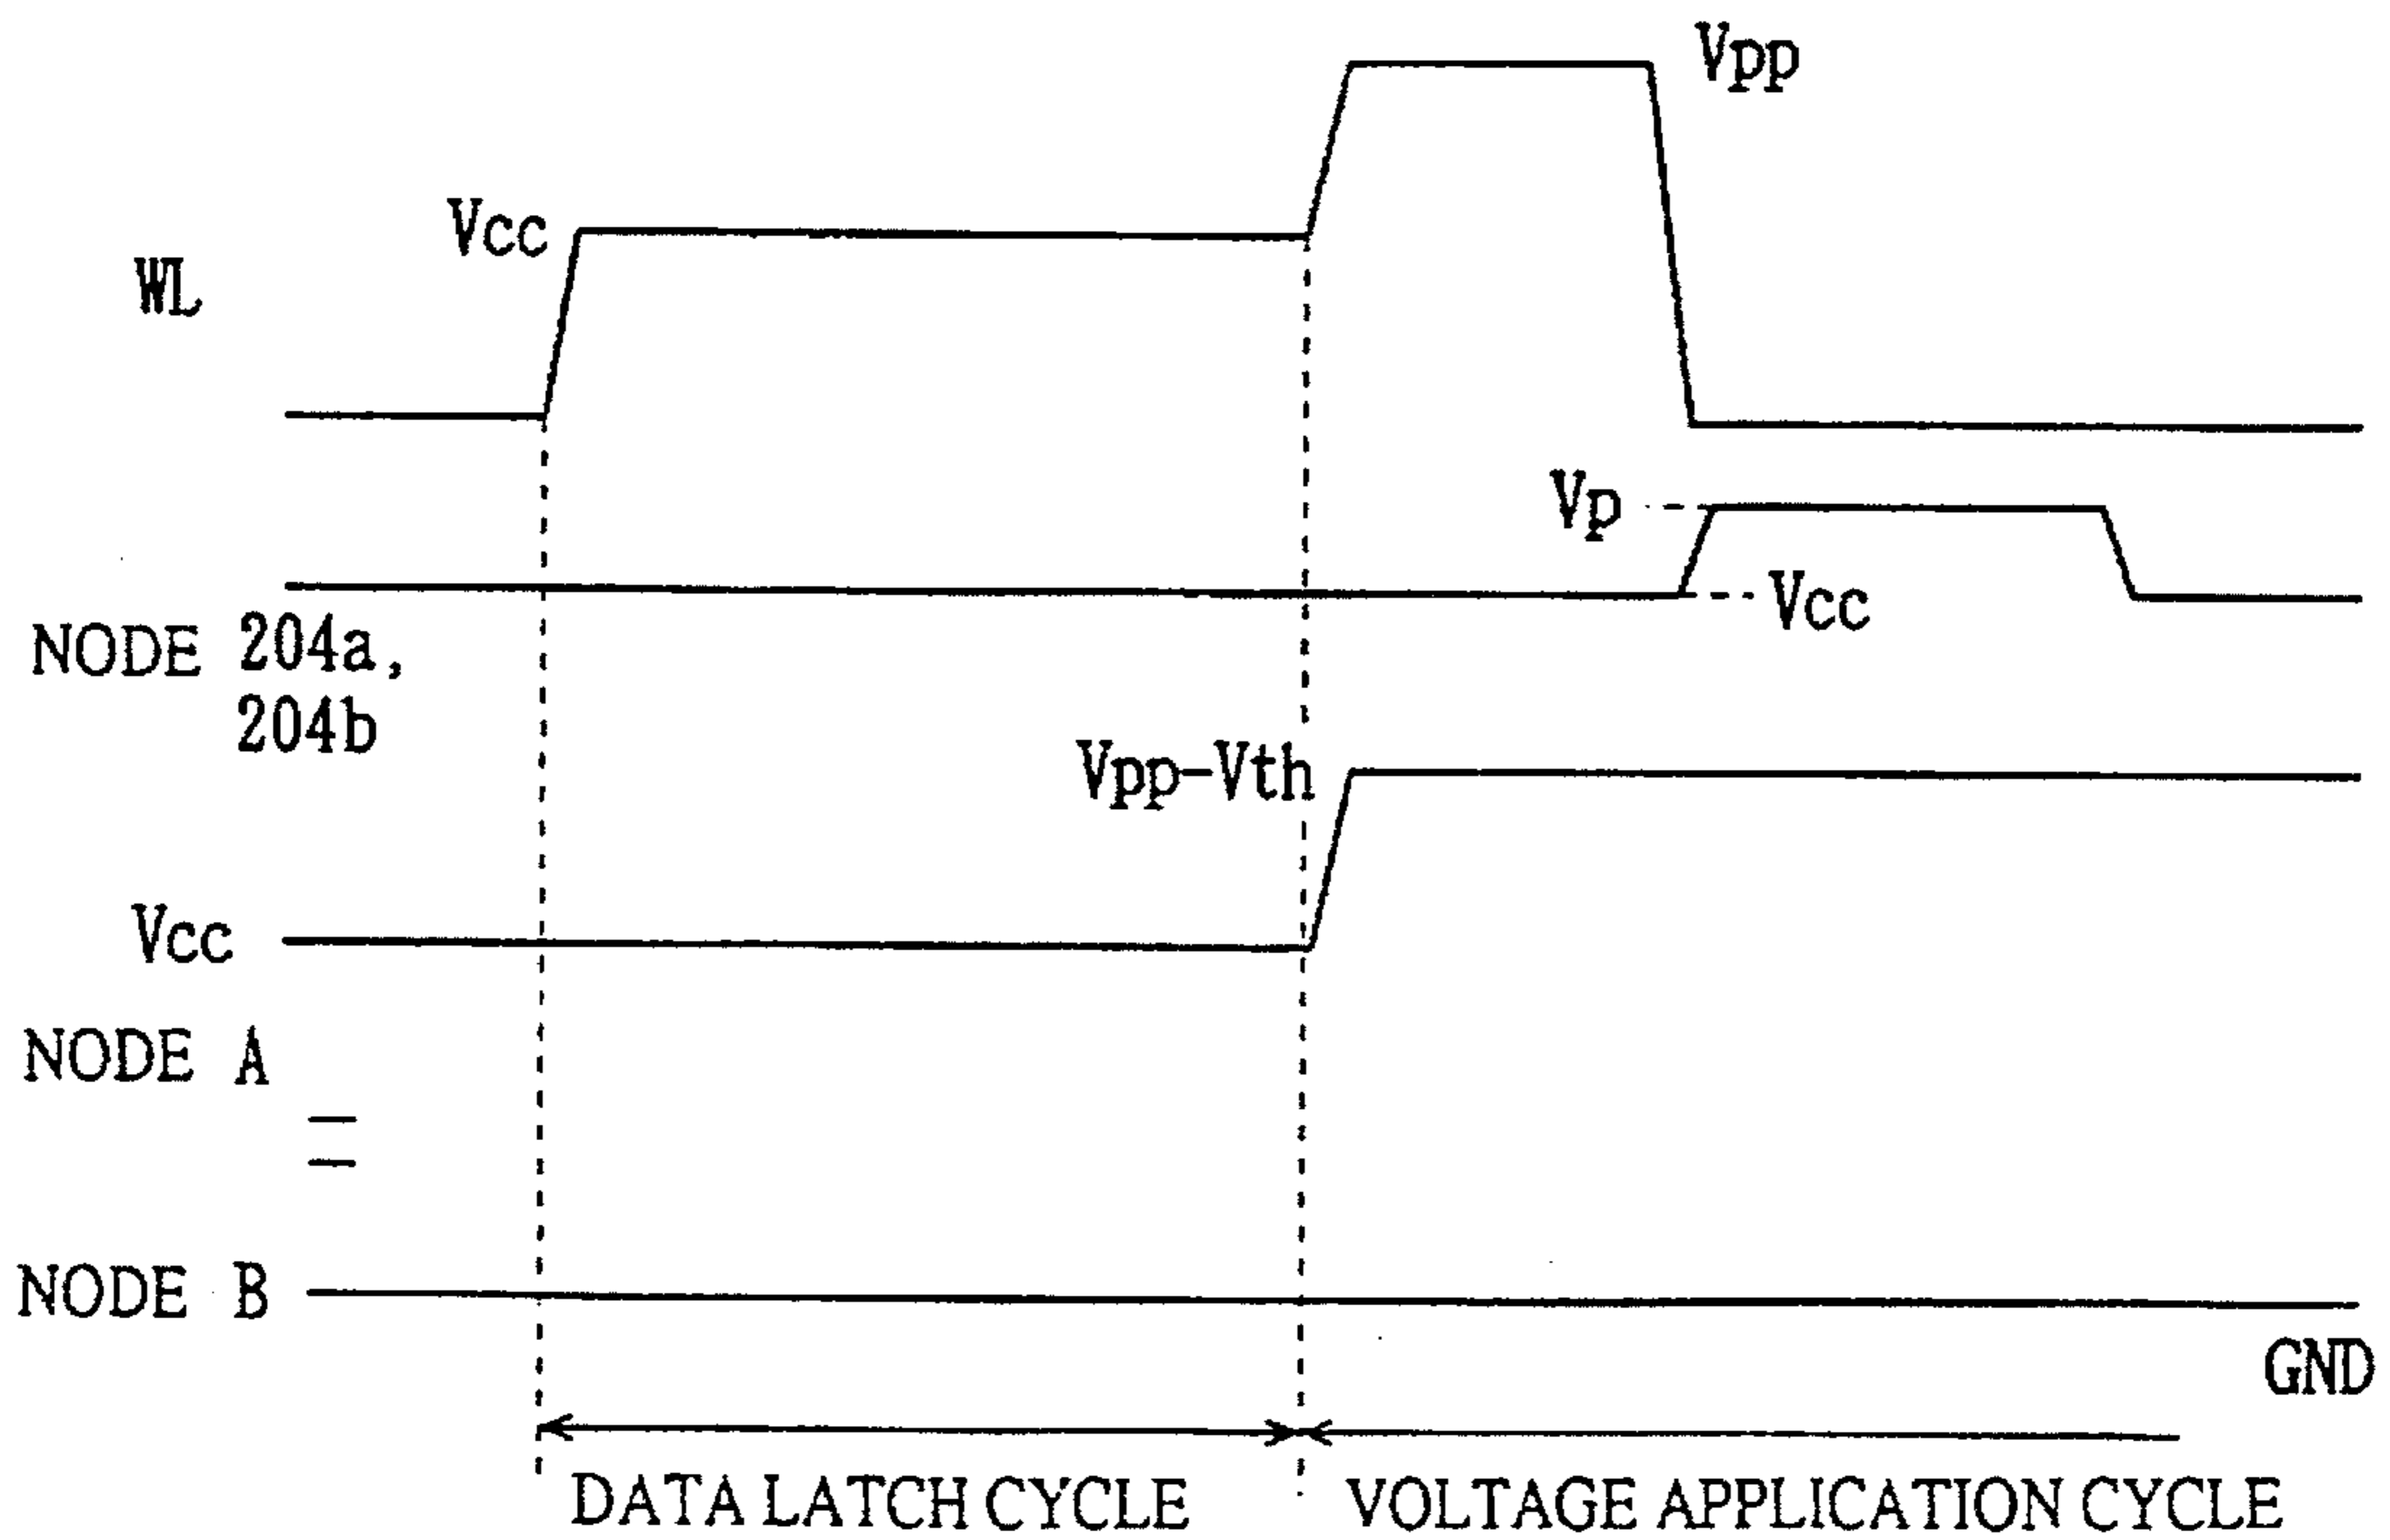 Vpp
Vcc
WL
Vp
Vcc
NODE 204a,
204b
Vpp-Vth
Vcc
NODE A
NODE B
GND
DATA LATCH CYCLE
VOLTAGE APPLICATION CYCLE